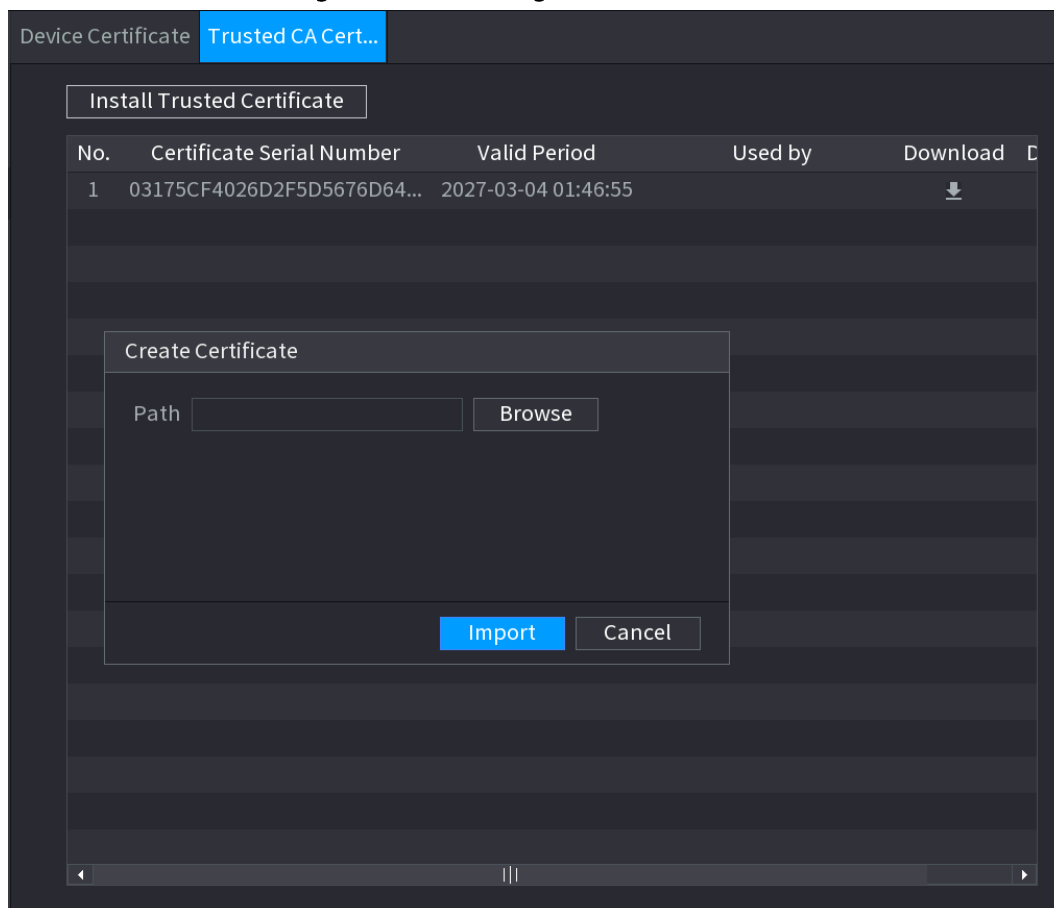 Device Certificate Trusted CA Cert...
Install Trusted Certificate
No. Certificate Serial Number Valid Period Used by Download D
1 03175CF4026D2F5D5676D64... 2027-03-04 01:46:55
Create Certificate
Path Browse
Import Cancel